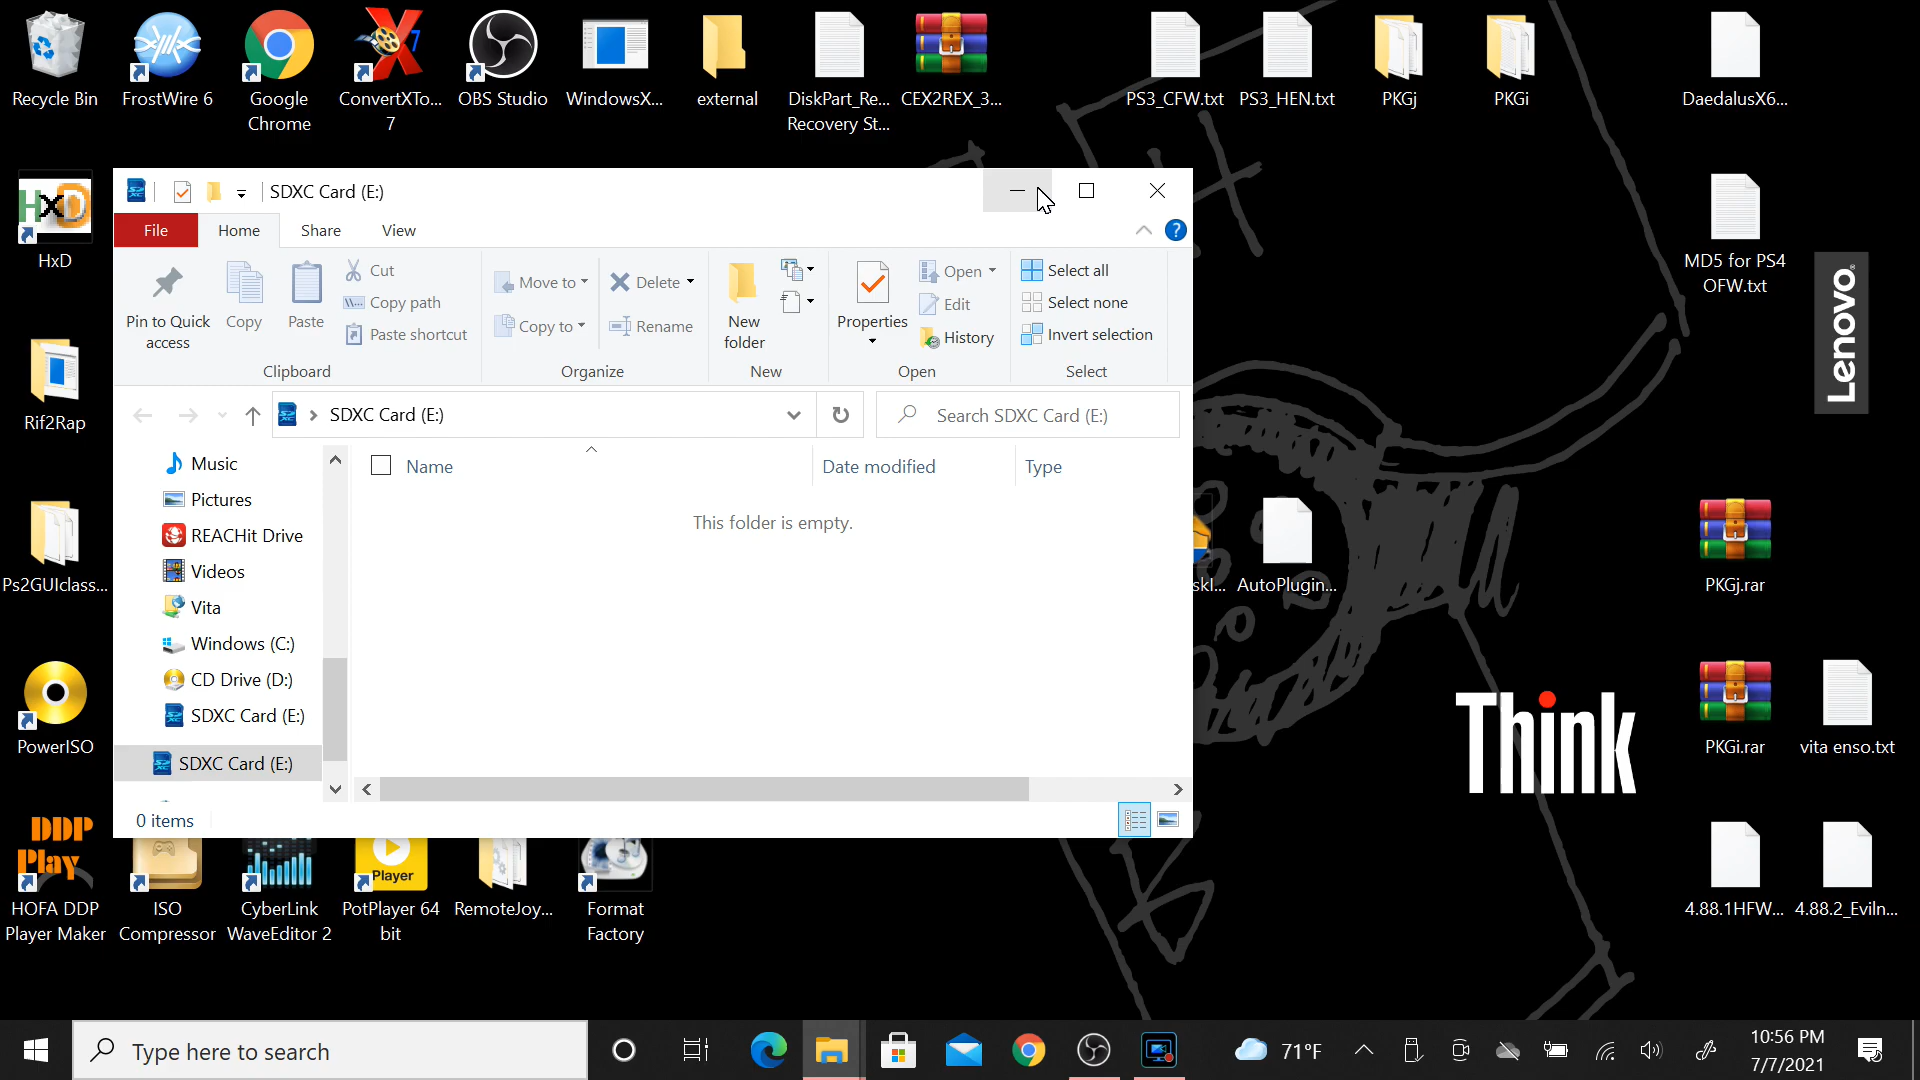 Recycle Bin
FrostWire 6
Google
Chrome
ConvertXTo...
7
OBS Studio
WindowsX...
external
DiskPart_Re...
Recovery St...
CEX2REX_3...
PS3_CFW.txt
PS3_HEN.txt
PKGj
PKGi
DaedalusX6...
HxD
HxD
SDXC Card (E:)
File
Home
Share
View
?
Pin to Quick
access
Copy
Paste
Cut
Copy path
Paste shortcut
Clipboard
Move to
Copy to
Delete
Rename
Organize
New
folder
New
Properties
Open
Edit
History
Open
Select all
Select none
Invert selection
Select
SDXC Card (E:)
Search SDXC Card (E:)
Music
Pictures
REACHit Drive
Videos
Vita
Windows (C:)
CD Drive (D:)
SDXC Card (E:)
SDXC Card (E:)
Name
Date modified
Type
This folder is empty.
0 items
MD5 for PS4
OFW.txt
Lenovo
Rif2Rap
Ps2GUIclass...
skI...
AutoPlugin...
PKGj.rar
PowerISO
Think
PKGi.rar
vita enso.txt
DDP
Play
HOFA DDP
Player Maker
ISO
Compressor
CyberLink
WaveEditor 2
Player
PotPlayer 64
bit
RemoteJoy...
Format
Factory
4.88.1HFW...
4.88.2_Eviln...
Type here to search
71°F
10:56 PM
7/7/2021